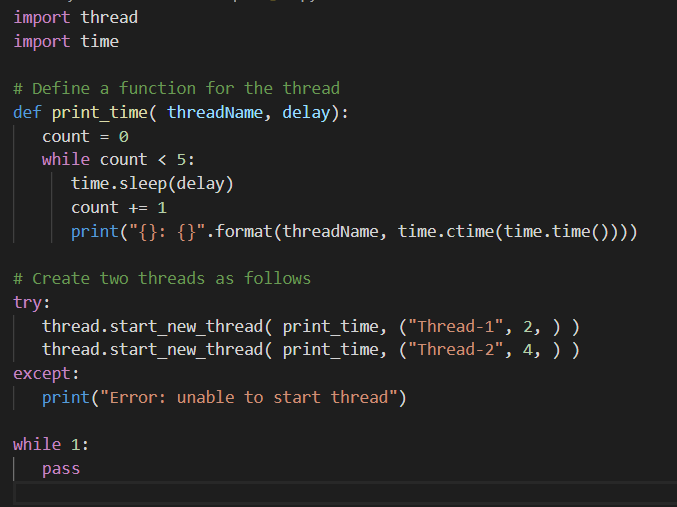 import thread
import time

# Define a function for the thread
def print_time( threadName, delay):
   count = 0
   while count < 5:
      time.sleep(delay)
      count += 1
      print("{}: {}".format(threadName, time.ctime(time.time())))

# Create two threads as follows
try:
   thread.start_new_thread( print_time, ("Thread-1", 2, ) )
   thread.start_new_thread( print_time, ("Thread-2", 4, ) )
except:
   print("Error: unable to start thread")

while 1:
   pass